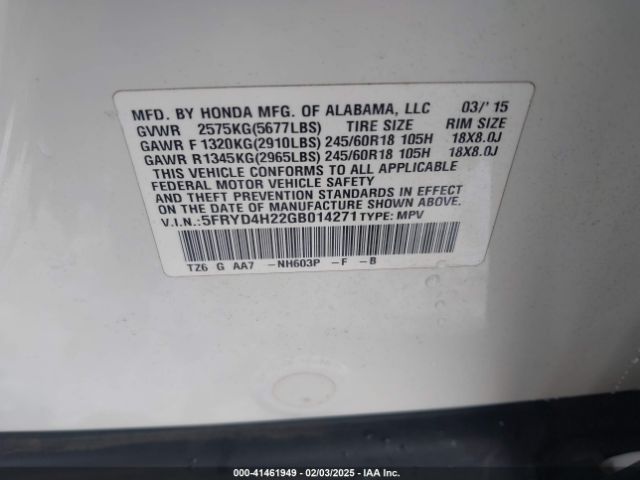 MFD. BY HONDA MFG. OF ALABAMA, LLC 03/'15
GVWR 2575KG(5677LBS) TIRE SIZE RIM SIZE
GAWR F 1320KG(2910LBS) 245/60R18 105H 18X8.0J
GAWR R 1345KG(2965LBS) 245/60R18 105H 18X8.0J
THIS VEHICLE CONFORMS TO ALL APPLICABLE
FEDERAL MOTOR VEHICLE SAFETY
AND THEFT PREVENTION STANDARDS IN EFFECT
ON THE DATE OF MANUFACTURE SHOWN ABOVE.
V.I.N.: 5FRYD4H22GB014271 TYPE: MPV
TZ6 G AA7 -NH603P -F -B
000-41461949 - 02/03/2025 - IAA Inc.